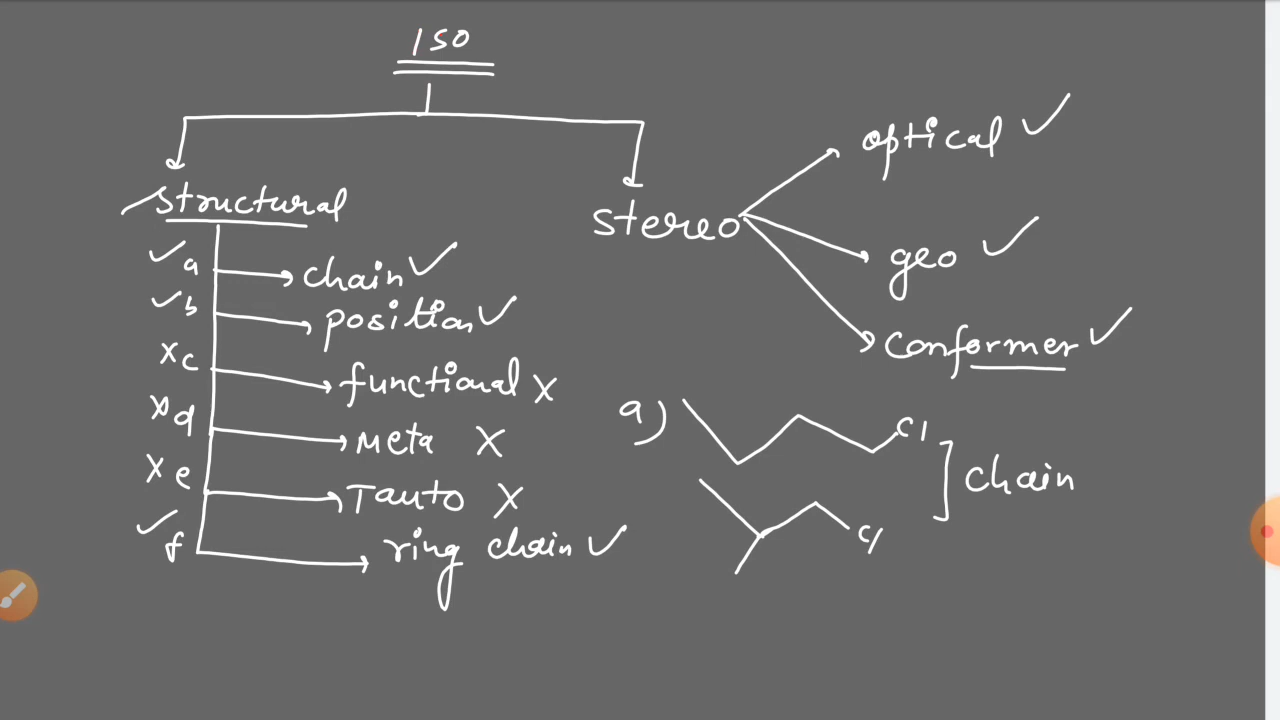 ISO
structural
stereo
optical ✓
geo ✓
conformer ✓
✓ a chain ✓
✓ b position ✓
x c functional X
x d Meta X
x e Tauto X
✓ f ring chain ✓
a) Cl
Cl
chain